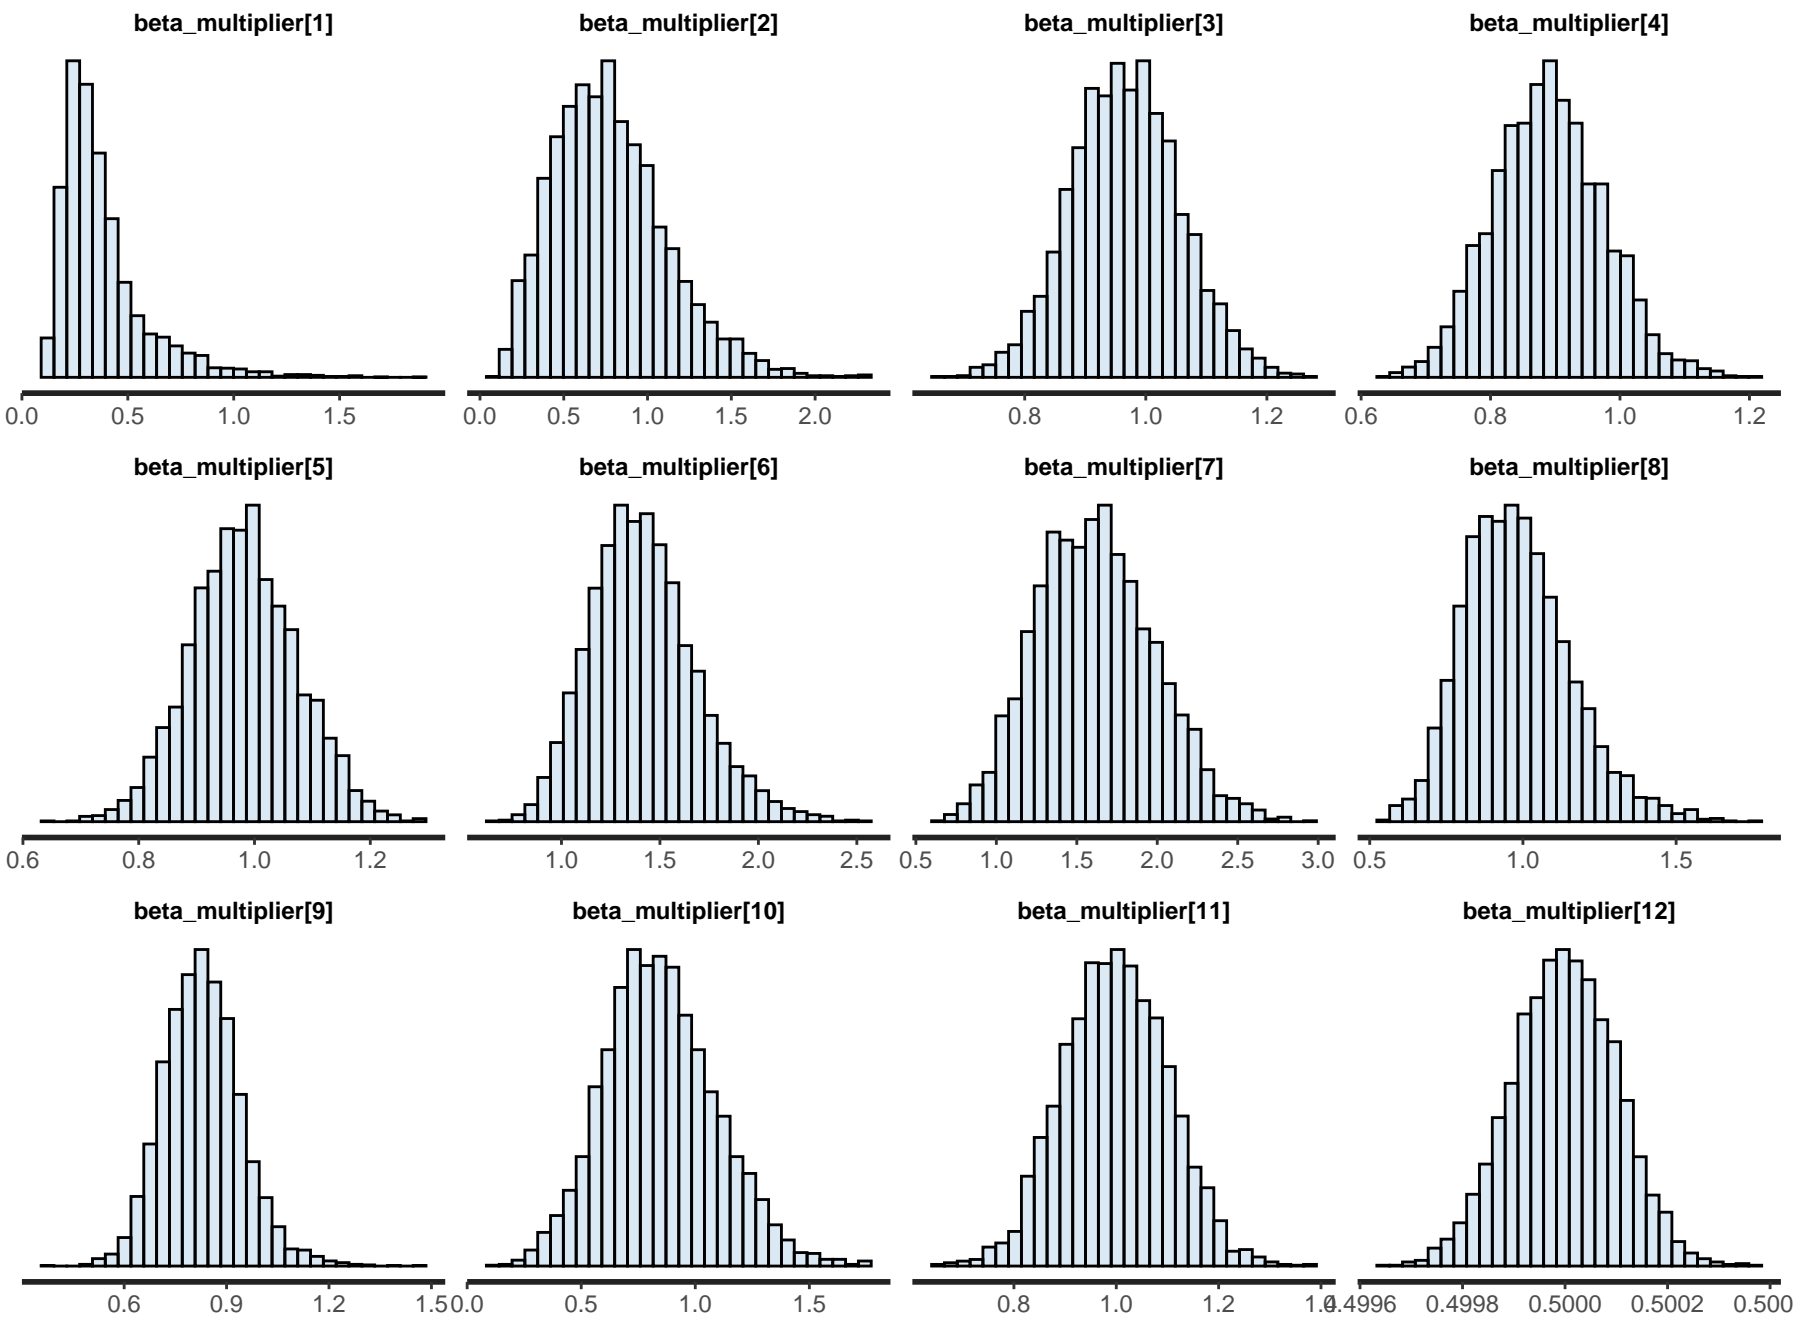 beta_multiplier[1] beta_multiplier[2] beta_multiplier[3] beta_multiplier[4]
0.0 0.5 1.0 1.5 0.0 0.5 1.0 1.5 2.0 0.8 1.0 1.2 0.6 0.8 1.0 1.2
beta_multiplier[5] beta_multiplier[6] beta_multiplier[7] beta_multiplier[8]
0.6 0.8 1.0 1.2 1.0 1.5 2.0 2.5 0.5 1.0 1.5 2.0 2.5 3.0 0.5 1.0 1.5
beta_multiplier[9] beta_multiplier[10] beta_multiplier[11] beta_multiplier[12]
0.6 0.9 1.2 1.5 0.0 0.5 1.0 1.5 0.8 1.0 1.2 0.4998 0.5000 0.5002